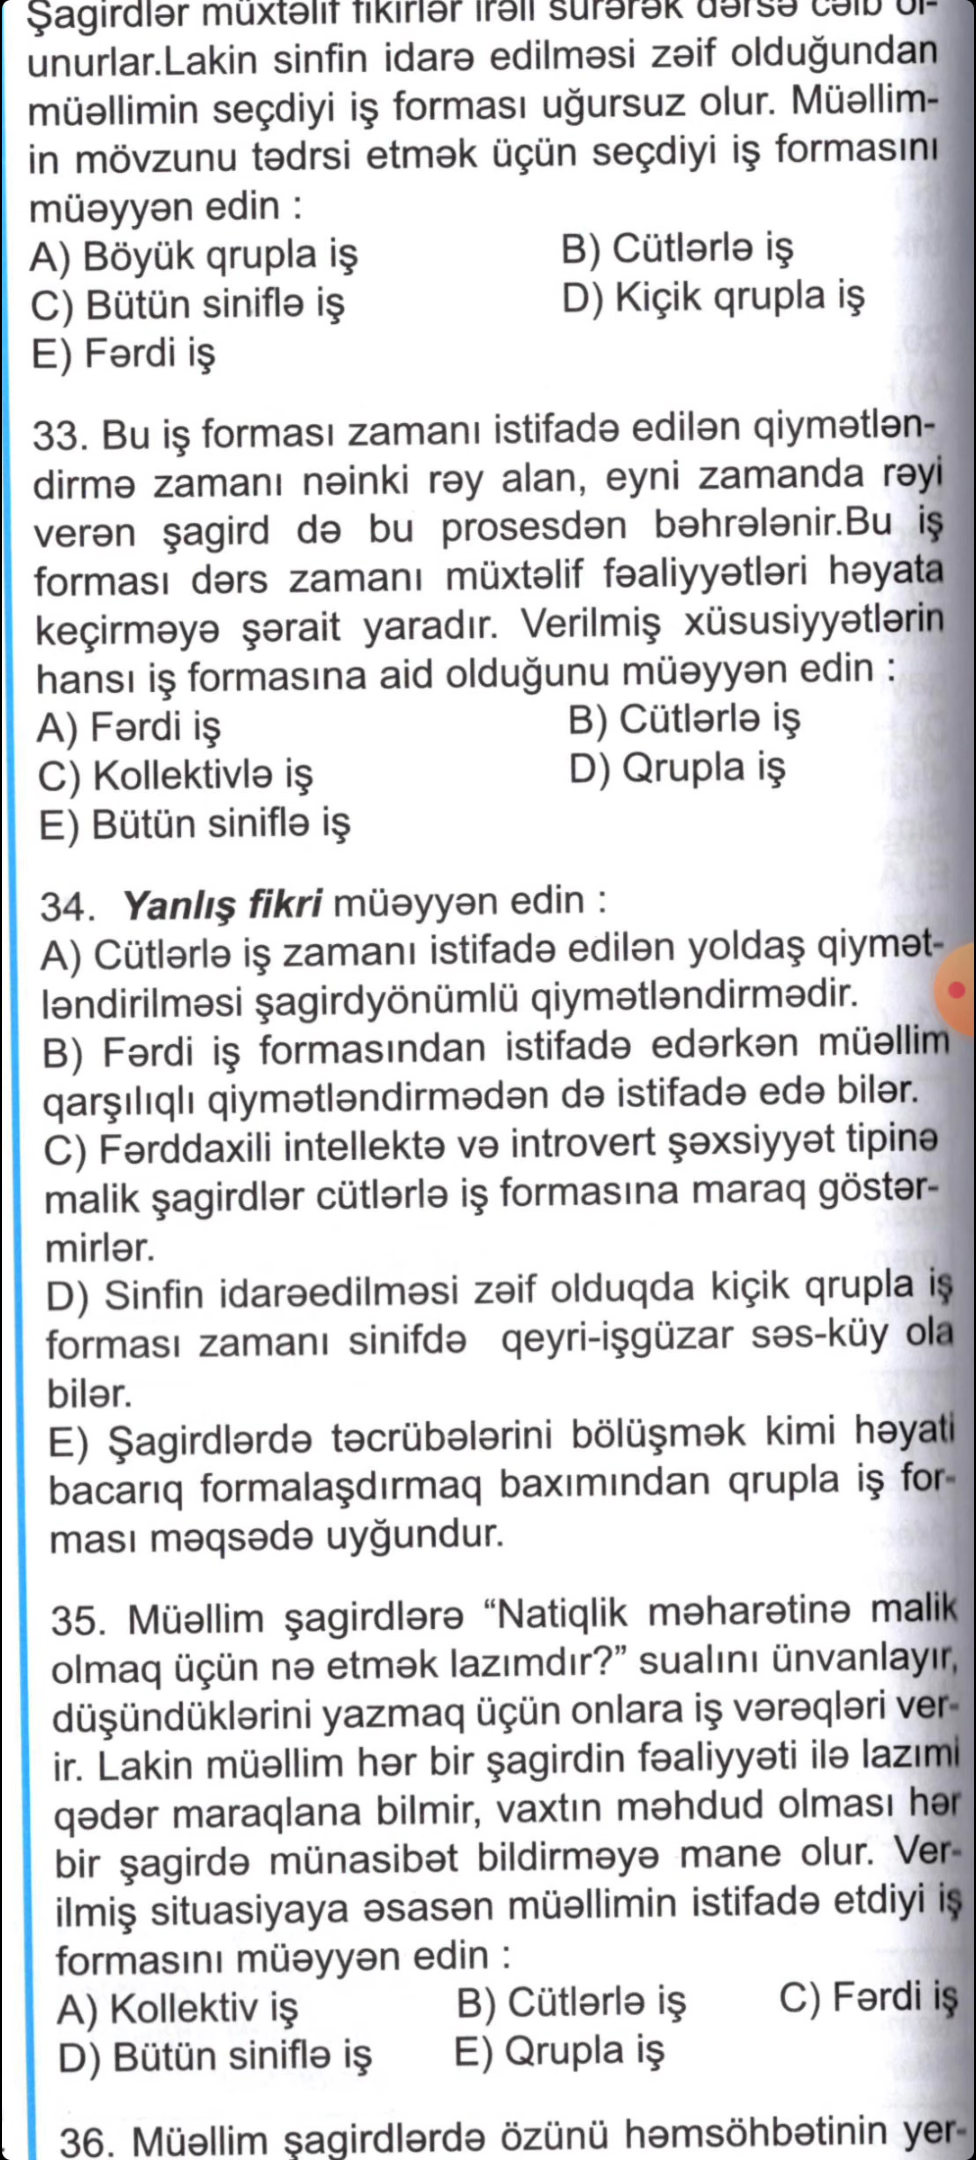 Şagirdlər müxtəlif fikirlər irəli sürərək dərsə cəlb ol-
unurlar.Lakin sinfin idarə edilməsi zəif olduğundan
müəllimin seçdiyi iş forması uğursuz olur. Müəllim-
in mövzunu tədrsi etmək üçün seçdiyi iş formasını
müəyyən edin :
A) Böyük qrupla iş B) Cütlərlə iş
C) Bütün siniflə iş D) Kiçik qrupla iş
E) Fərdi iş
33. Bu iş forması zamanı istifadə edilən qiymətlən-
dirmə zamanı nəinki rəy alan, eyni zamanda rəyi
verən şagird də bu prosesdən bəhrələnir.Bu iş
forması dərs zamanı müxtəlif fəaliyyətləri həyata
keçirməyə şərait yaradır. Verilmiş xüsusiyyətlərin
hansı iş formasına aid olduğunu müəyyən edin :
A) Fərdi iş B) Cütlərlə iş
C) Kollektivlə iş D) Qrupla iş
E) Bütün siniflə iş
34. Yanlış fikri müəyyən edin :
A) Cütlərlə iş zamanı istifadə edilən yoldaş qiymət-
ləndirilməsi şagirdyönümlü qiymətləndirmədir.
B) Fərdi iş formasından istifadə edərkən müəllim
qarşılıqlı qiymətləndirmədən də istifadə edə bilər.
C) Fərddaxili intellektə və introvert şəxsiyyət tipinə
malik şagirdlər cütlərlə iş formasına maraq göstər-
mirlər.
D) Sinfin idarəedilməsi zəif olduqda kiçik qrupla iş
forması zamanı sinifdə qeyri-işgüzar səs-küy ola
bilər.
E) Şagirdlərdə təcrübələrini bölüşmək kimi həyati
bacarıq formalaşdırmaq baxımından qrupla iş for-
ması məqsədə uyğundur.
35. Müəllim şagirdlərə “Natiqlik məharətinə malik
olmaq üçün nə etmək lazımdır?” sualını ünvanlayır,
düşündüklərini yazmaq üçün onlara iş vərəqləri ver-
ir. Lakin müəllim hər bir şagirdin fəaliyyəti ilə lazımi
qədər maraqlana bilmir, vaxtın məhdud olması hər
bir şagirdə münasibət bildirməyə mane olur. Ver-
ilmiş situasiyaya əsasən müəllimin istifadə etdiyi iş
formasını müəyyən edin :
A) Kollektiv iş B) Cütlərlə iş C) Fərdi iş
D) Bütün siniflə iş E) Qrupla iş
36. Müəllim şagirdlərdə özünü həmsöhbətinin yer-